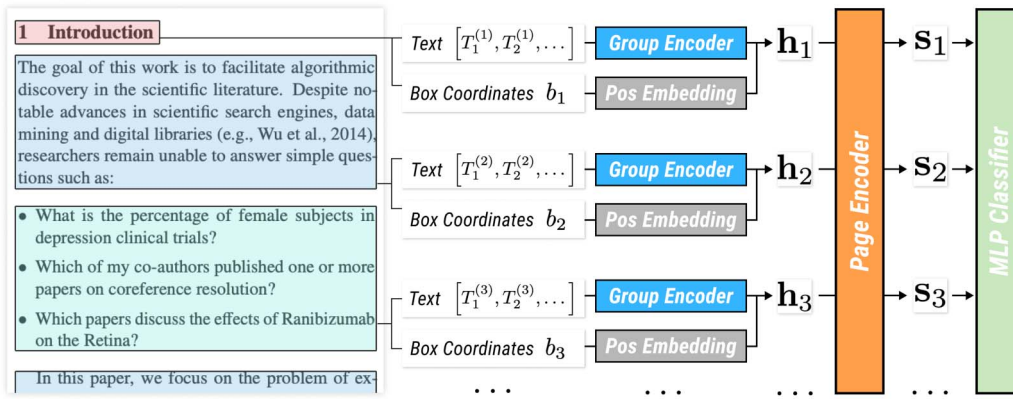 1 Introduction
The goal of this work is to facilitate algorithmic
discovery in the scientific literature. Despite no-
table advances in scientific search engines, data
mining and digital libraries (e.g., Wu et al., 2014),
researchers remain unable to answer simple ques-
tions such as:
• What is the percentage of female subjects in
depression clinical trials?
• Which of my co-authors published one or more
papers on coreference resolution?
• Which papers discuss the effects of Ranibizumab
on the Retina?
In this paper, we focus on the problem of ex-
Text [T₁⁽¹⁾, T₂⁽¹⁾, . . . ]
Group Encoder
Box Coordinates b₁
Pos Embedding
h₁
s₁
Text [T₁⁽²⁾, T₂⁽²⁾, . . . ]
Group Encoder
Box Coordinates b₂
Pos Embedding
h₂
s₂
Text [T₁⁽³⁾, T₂⁽³⁾, . . . ]
Group Encoder
Box Coordinates b₃
Pos Embedding
h₃
s₃
. . . . . . . . . . . .
Page Encoder
MLP Classifier